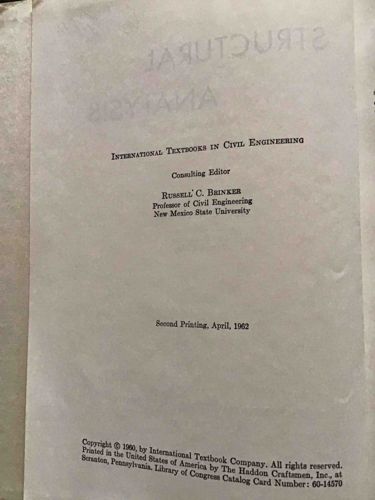 STRUCTURAL
ANALYSIS
INTERNATIONAL TEXTBOOKS IN CIVIL ENGINEERING
Consulting Editor
RUSSELL C. BRINKER
Professor of Civil Engineering
New Mexico State University
Second Printing, April, 1962
Copyright © 1960, by International Textbook Company. All rights reserved.
Printed in the United States of America by The Haddon Craftsmen, Inc., at
Scranton, Pennsylvania. Library of Congress Catalog Card Number: 60-14570